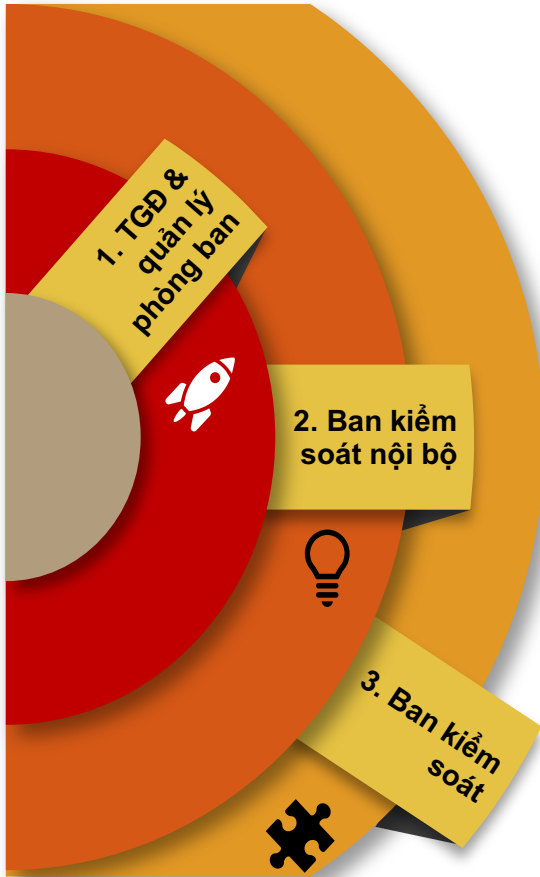 1. TGĐ &
quản lý
phòng ban
2. Ban kiểm
soát nội bộ
3. Ban kiểm
soát